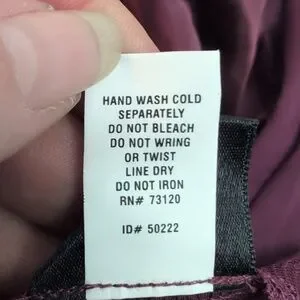 HAND WASH COLD
SEPARATELY
DO NOT BLEACH
DO NOT WRING
OR TWIST
LINE DRY
DO NOT IRON
RN# 73120
ID# 50222